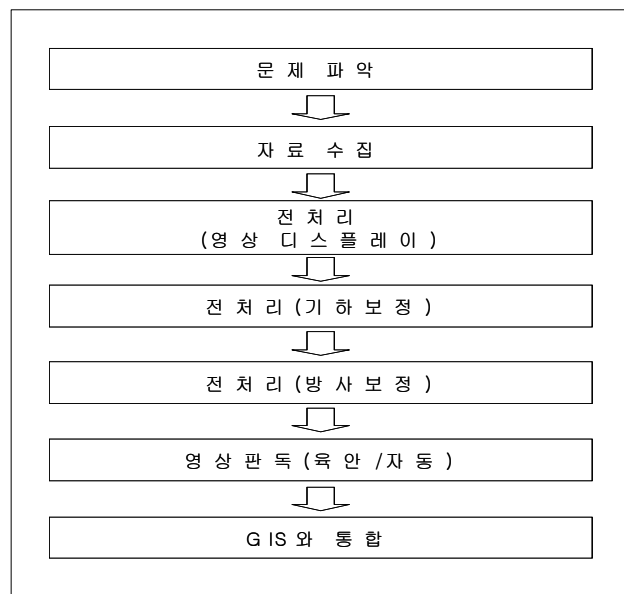 문제 파악
자료 수집
전처리
(영상 디스플레이)
전처리(기하보정)
전처리(방사보정)
영상판독(육안/자동)
GIS와 통합